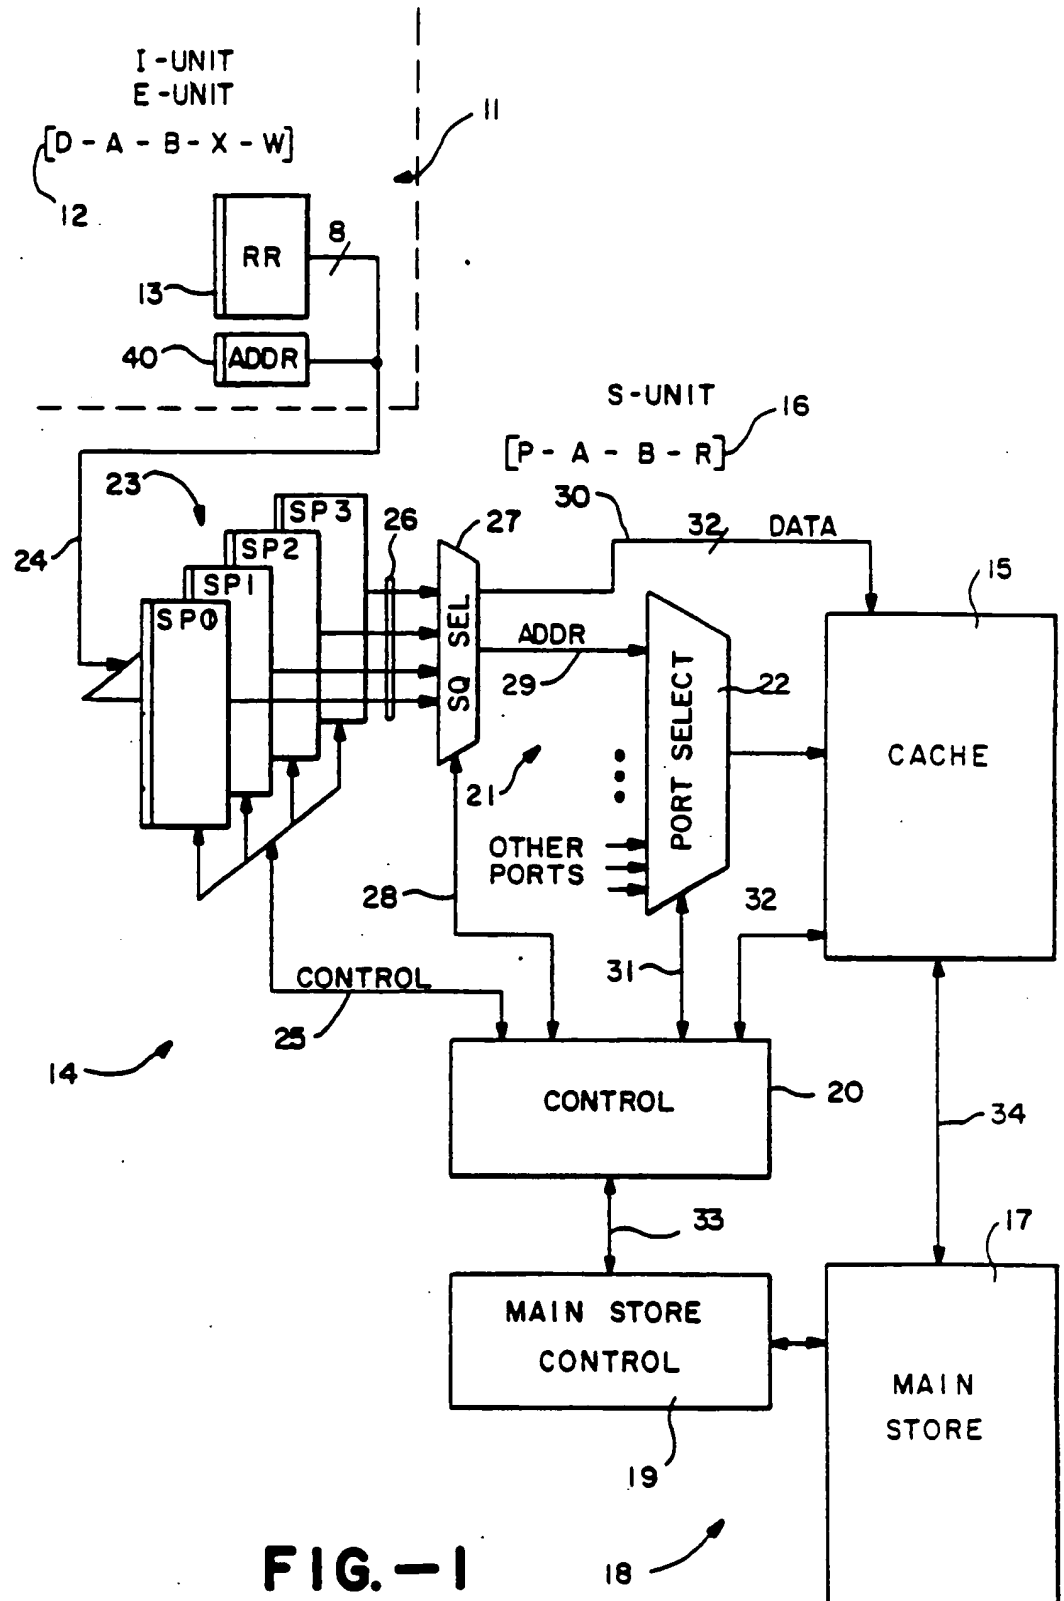 I-UNIT
E-UNIT
[D-A-B-X-W]
11
12
RR
8
13
40
ADDR
S-UNIT
16
[P-A-B-R]
23
30
SP3
26
27
32
DATA
24
SP2
15
SP1
SP0
SQ SEL
ADDR
29
PORT SELECT
22
CACHE
21
OTHER
PORTS
28
32
31
CONTROL
25
14
CONTROL
20
34
33
17
MAIN STORE
CONTROL
MAIN
STORE
19
FIG.-1
18